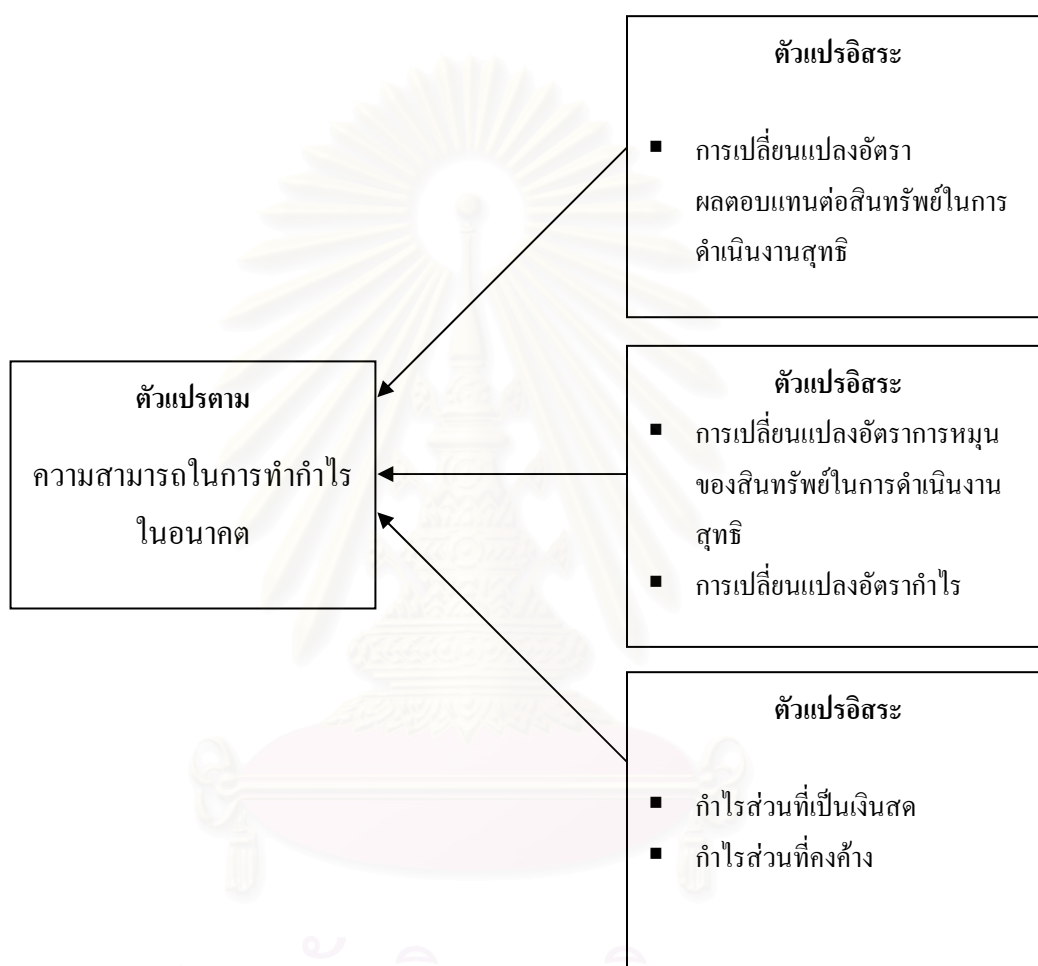 ตัวแปรอิสระ
▪ การเปลี่ยนแปลงอัตรา
ผลตอบแทนต่อสินทรัพย์ในการ
ดำเนินงานสุทธิ
ตัวแปรตาม
ความสามารถในการทำกำไร
ในอนาคต
ตัวแปรอิสระ
▪ การเปลี่ยนแปลงอัตราการหมุน
ของสินทรัพย์ในการดำเนินงาน
สุทธิ
▪ การเปลี่ยนแปลงอัตรากำไร
ตัวแปรอิสระ
▪ กำไรส่วนที่เป็นเงินสด
▪ กำไรส่วนที่คงค้าง